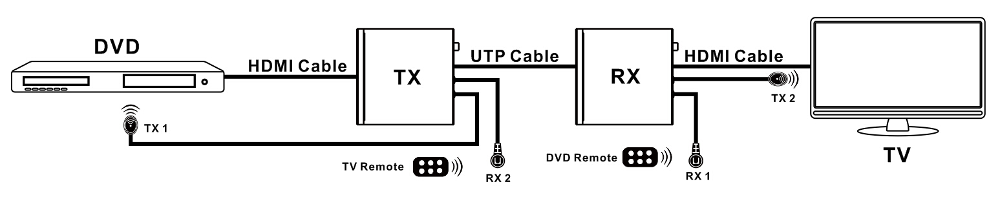 DVD
HDMI Cable
TX
UTP Cable
RX
HDMI Cable
TX 2
TX 1
TV Remote
RX 2
DVD Remote
RX 1
TV